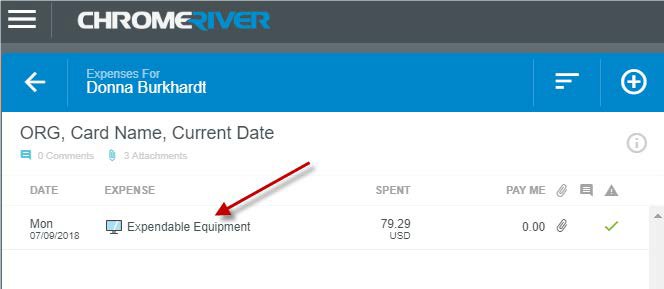 CHROMERIVER
Expenses For
Donna Burkhardt
ORG, Card Name, Current Date
0 Comments 3 Attachments
DATE EXPENSE SPENT PAY ME
Mon Expendable Equipment 79.29 0.00
07/09/2018 USD